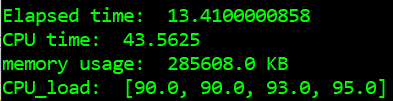 Elapsed time:  13.4100000858
CPU time:  43.5625
memory usage:  285608.0 KB
CPU_load:  [90.0, 90.0, 93.0, 95.0]